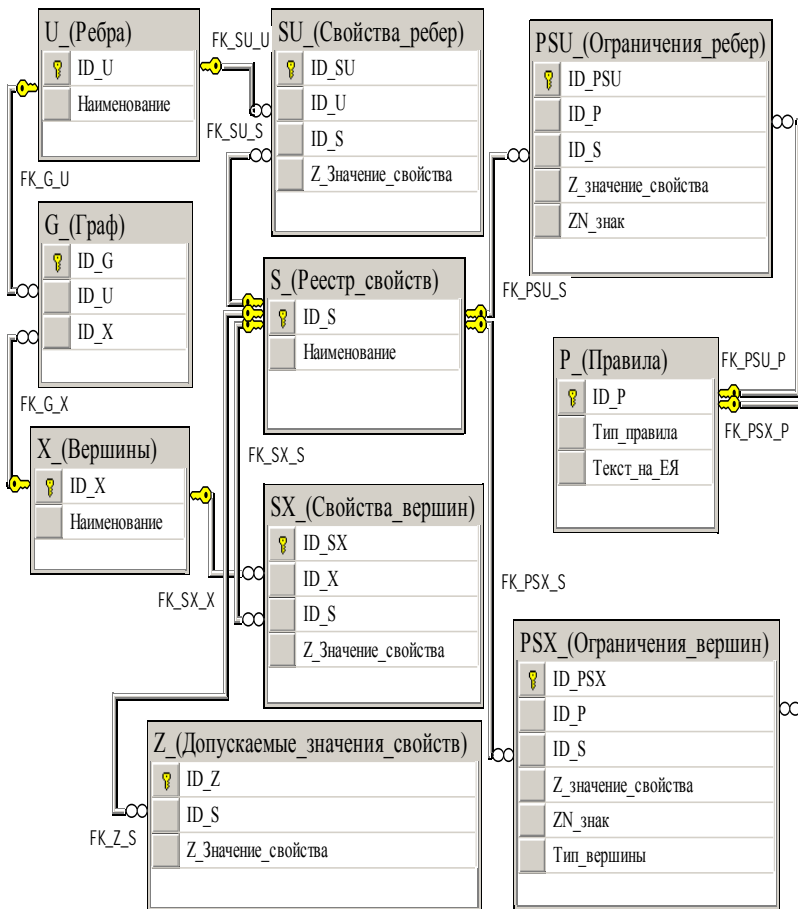 U_(Ребра)
ID_U
Наименование
FK_SU_U
SU_(Свойства_ребер)
ID_SU
ID_U
ID_S
Z_Значение_свойства
FK_SU_S
PSU_(Ограничения_ребер)
ID_PSU
ID_P
ID_S
Z_значение_свойства
ZN_знак
FK_G_U
G_(Граф)
ID_G
ID_U
ID_X
FK_G_X
S_(Реестр_свойств)
ID_S
Наименование
FK_PSU_S
P_(Правила)
ID_P
Тип_правила
Текст_на_ЕЯ
FK_PSU_P
FK_PSX_P
X_(Вершины)
ID_X
Наименование
FK_SX_S
SX_(Свойства_вершин)
ID_SX
ID_X
ID_S
Z_Значение_свойства
FK_SX_X
FK_PSX_S
PSX_(Ограничения_вершин)
ID_PSX
ID_P
ID_S
Z_значение_свойства
ZN_знак
Тип_вершины
Z_(Допускаемые_значения_свойств)
ID_Z
ID_S
Z_Значение_свойства
FK_Z_S